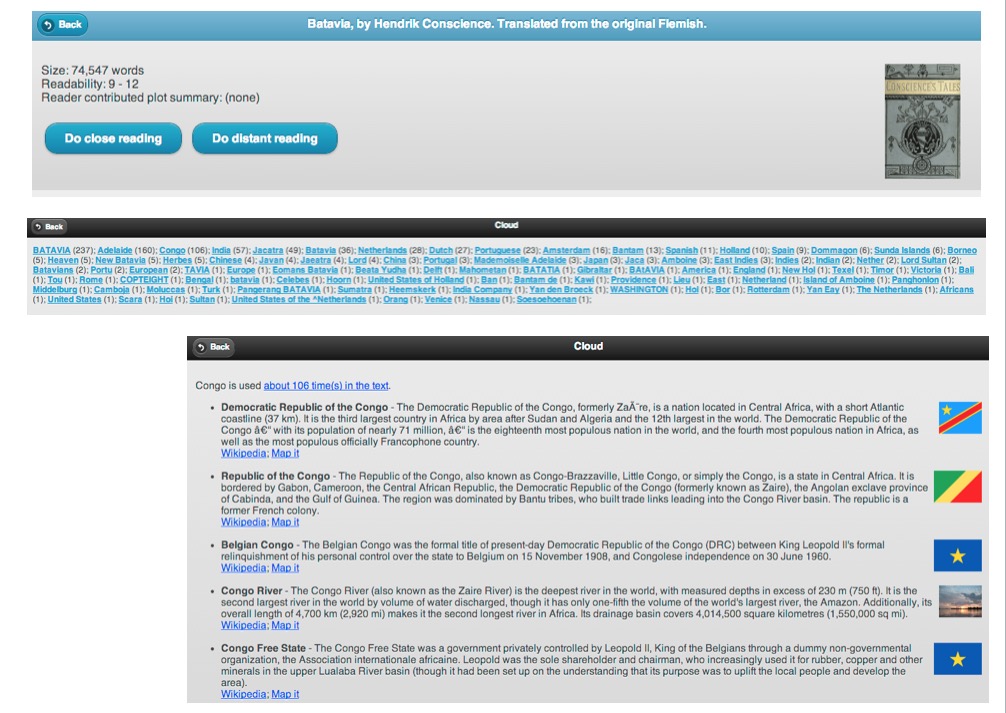 Back
Batavia, by Hendrik Conscience. Translated from the original Flemish.
Size: 74,547 words
Readability: 9 - 12
Reader contributed plot summary: (none)
Do close reading
Do distant reading
CONSCIENCE'S TALES
Back
Cloud
BATAVIA (237); Adelaide (160); Congo (106); India (57); Jacatra (49); Batavia (36); Netherlands (28); Dutch (27); Portuguese (23); Amsterdam (16); Bantam (13); Spanish (11); Holland (10); Spain (9); Dommagon (6); Sunda Islands (6); Borneo
(5); Heaven (5); New Batavia (5); Herbes (5); Chinese (4); Javan (4); Jaeatra (4); Lord (4); China (3); Portugal (3); Mademoiselle Adelaide (3); Japan (3); Jaca (3); Amboine (3); East Indies (3); Indies (2); Indian (2); Nether (2); Lord Sultan (2);
Batavians (2); Portu (2); European (2); TAVIA (1); Europe (1); Eomans Batavia (1); Beata Yudha (1); Delft (1); Mahometan (1); BATATIA (1); Gibraltar (1); BAtAVIA (1); America (1); England (1); New Hol (1); Texel (1); Timor (1); Victoria (1); Bali
(1); Tou (1); Rome (1); COPTEIGHT (1); Bengal (1); batavia (1); Celebes (1); Hoorn (1); United States of Holland (1); Ban (1); Bantam de (1); Kawi (1); Providence (1); Lieu (1); East (1); Netherland (1); Island of Amboine (1); Panghonlon (1);
Middelburg (1); Camboja (1); Moluccas (1); Turk (1); Pangerang BATAVIA (1); Sumatra (1); Heemskerk (1); India Company (1); Yan den Broeck (1); WASHINGTON (1); Hol (1); Bor (1); Rotterdam (1); Yan Eay (1); The Netherlands (1); Africans
(1); United States (1); Scara (1); Hoi (1); Sultan (1); United States of the ^Netherlands (1); Orang (1); Venice (1); Nassau (1); Soesoehoenan (1);
Back
Cloud
Congo is used about 106 time(s) in the text.
• Democratic Republic of the Congo - The Democratic Republic of the Congo, formerly ZaÃ¯re, is a nation located in Central Africa, with a short Atlantic
coastline (37 km). It is the third largest country in Africa by area after Sudan and Algeria and the 12th largest in the world. The Democratic Republic of the
Congo â€“ with its population of nearly 71 million, â€“ is the eighteenth most populous nation in the world, and the fourth most populous nation in Africa, as
well as the most populous officially Francophone country.
Wikipedia; Map it
• Republic of the Congo - The Republic of the Congo, also known as Congo-Brazzaville, Little Congo, or simply the Congo, is a state in Central Africa. It is
bordered by Gabon, Cameroon, the Central African Republic, the Democratic Republic of the Congo (formerly known as Zaire), the Angolan exclave province
of Cabinda, and the Gulf of Guinea. The region was dominated by Bantu tribes, who built trade links leading into the Congo River basin. The republic is a
former French colony.
Wikipedia; Map it
• Belgian Congo - The Belgian Congo was the formal title of present-day Democratic Republic of the Congo (DRC) between King Leopold II's formal
relinquishment of his personal control over the state to Belgium on 15 November 1908, and Congolese independence on 30 June 1960.
Wikipedia; Map it
• Congo River - The Congo River (also known as the Zaire River) is the deepest river in the world, with measured depths in excess of 230 m (750 ft). It is the
second largest river in the world by volume of water discharged, though it has only one-fifth the volume of the world's largest river, the Amazon. Additionally, its
overall length of 4,700 km (2,920 mi) makes it the second longest river in Africa. Its drainage basin covers 4,014,500 square kilometres (1,550,000 sq mi).
Wikipedia; Map it
• Congo Free State - The Congo Free State was a government privately controlled by Leopold II, King of the Belgians through a dummy non-governmental
organization, the Association internationale africaine. Leopold was the sole shareholder and chairman, who increasingly used it for rubber, copper and other
minerals in the upper Lualaba River basin (though it had been set up on the understanding that its purpose was to uplift the local people and develop the
area).
Wikipedia; Map it